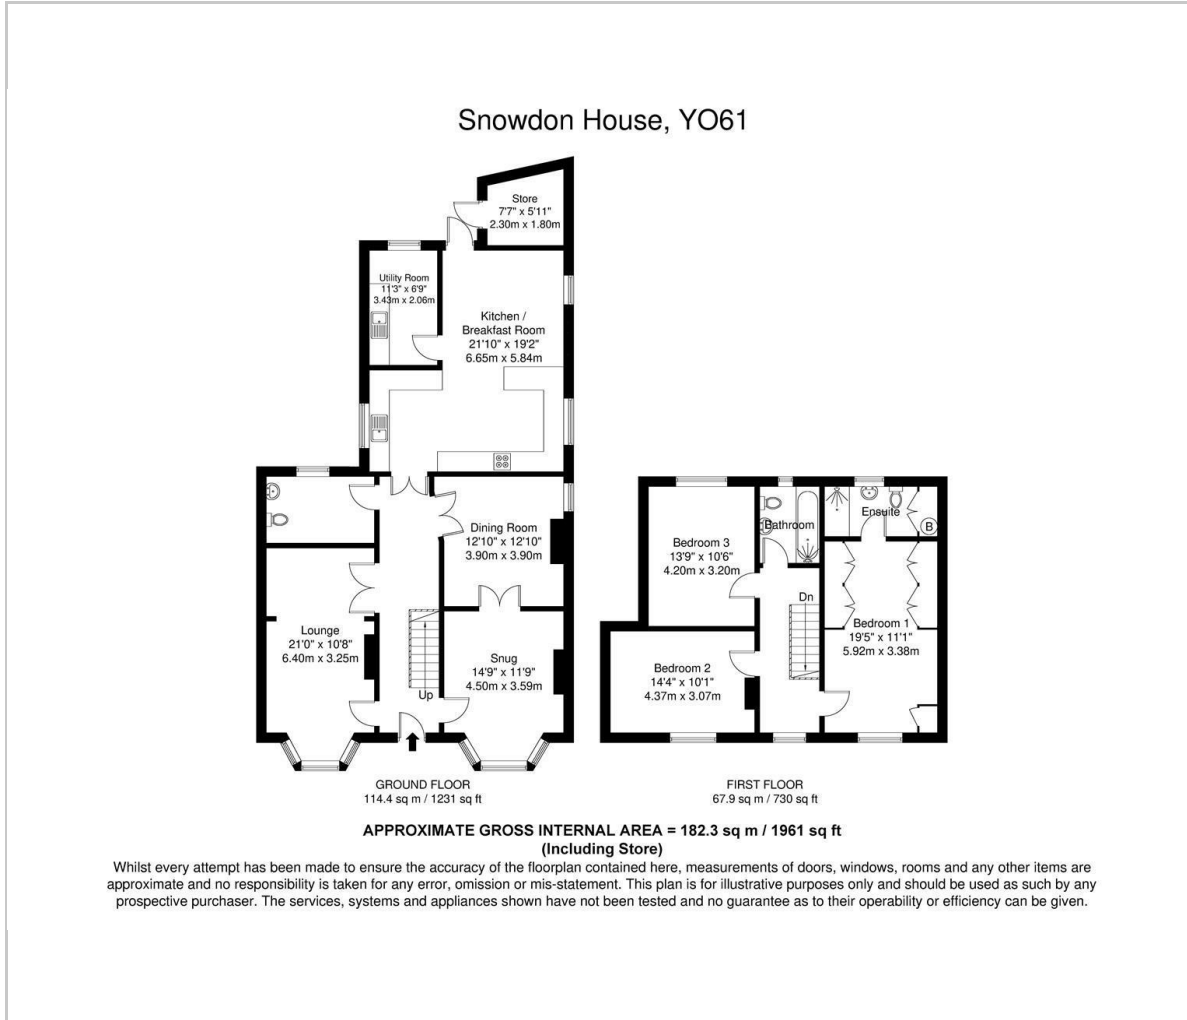 Snowdon House, YO61
Store
7'7" x 5'11"
2.30m x 1.80m
Utility Room
11'3" x 6'9"
3.43m x 2.06m
Kitchen /
Breakfast Room
21'10" x 19'2"
6.65m x 5.84m
Dining Room
12'10" x 12'10"
3.90m x 3.90m
Lounge
21'0" x 10'8"
6.40m x 3.25m
Snug
14'9" x 11'9"
4.50m x 3.59m
Up
Bedroom 3
13'9" x 10'6"
4.20m x 3.20m
Bathroom
Ensuite
B
Dn
Bedroom 1
19'5" x 11'1"
5.92m x 3.38m
Bedroom 2
14'4" x 10'1"
4.37m x 3.07m
GROUND FLOOR
114.4 sq m / 1231 sq ft
FIRST FLOOR
67.9 sq m / 730 sq ft
APPROXIMATE GROSS INTERNAL AREA = 182.3 sq m / 1961 sq ft
(Including Store)
Whilst every attempt has been made to ensure the accuracy of the floorplan contained here, measurements of doors, windows, rooms and any other items are
approximate and no responsibility is taken for any error, omission or mis-statement. This plan is for illustrative purposes only and should be used as such by any
prospective purchaser. The services, systems and appliances shown have not been tested and no guarantee as to their operability or efficiency can be given.